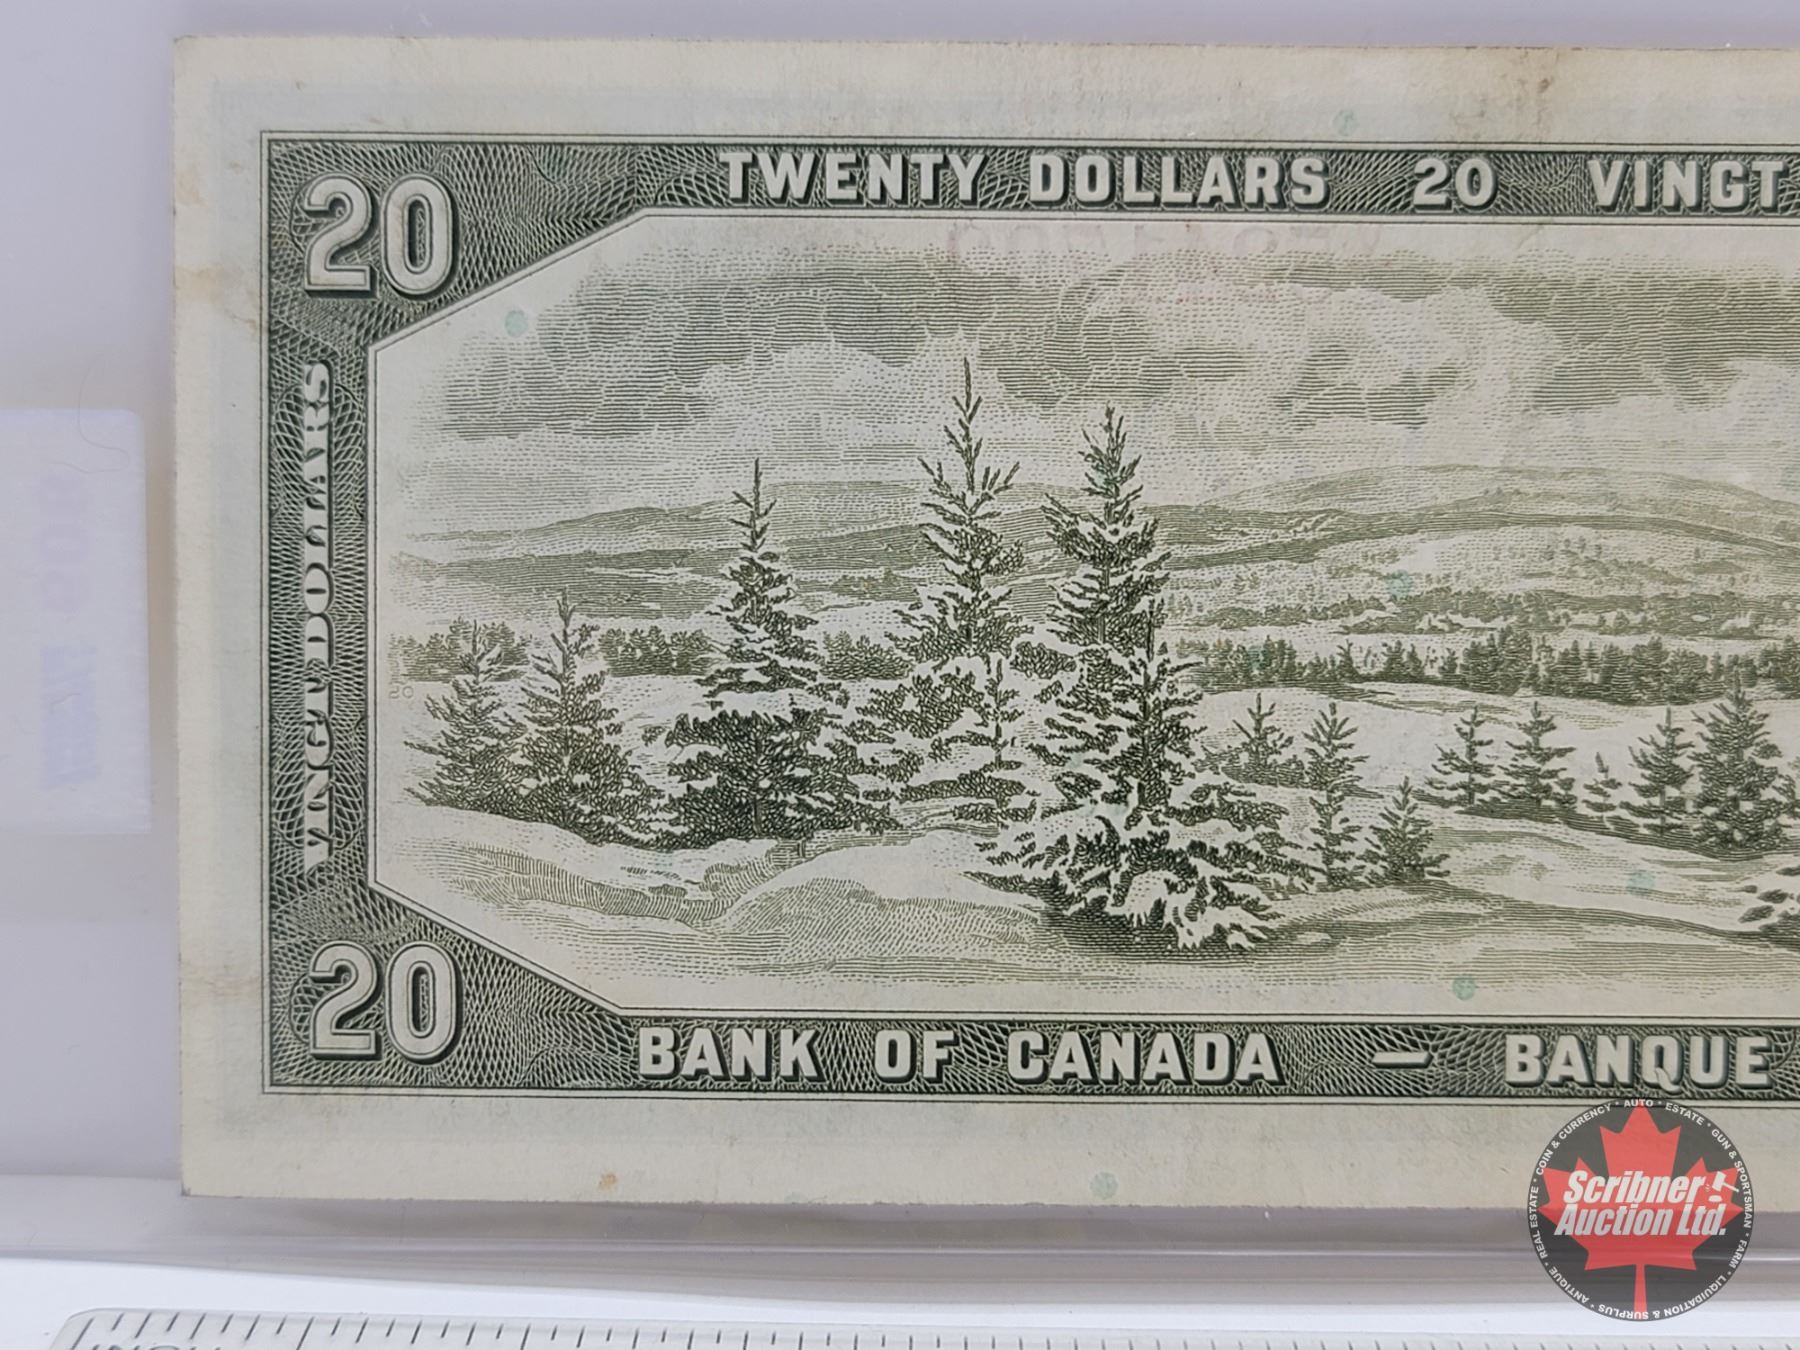 TWENTY DOLLARS 20 VINGT
20
VINGT DOLLARS
20
BANK OF CANADA — BANQUE
COIN & CURRENCY * AUTO * ESTATE * GUN & SPORTSMAN * FARM * LIQUIDATION & SURPLUS * ANTIQUE * REAL ESTATE *
Scribner
Auction Ltd.